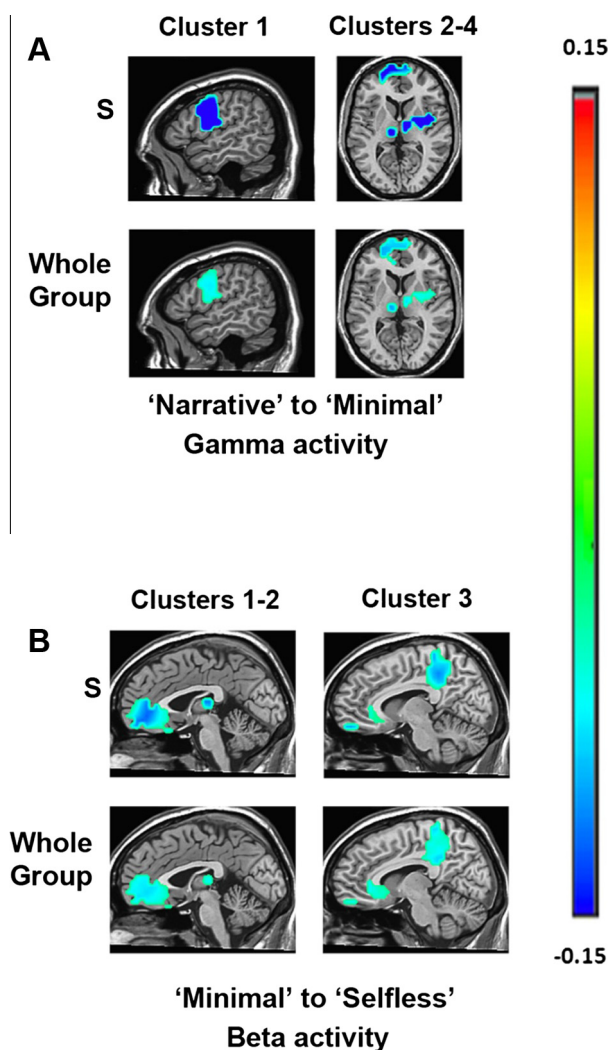 Cluster 1
Clusters 2-4
0.15
A
S
Whole
Group
‘Narrative’ to ‘Minimal’
Gamma activity
Clusters 1-2
Cluster 3
B
S
Whole
Group
-0.15
‘Minimal’ to ‘Selfless’
Beta activity